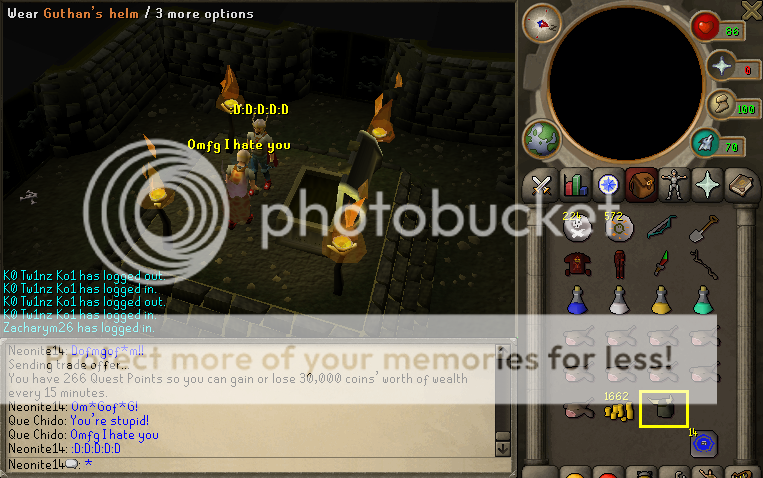 Wear Guthan's helm / 3 more options
86
:D:D:D:D:D
Omfg I hate you
100
70
photobucket
224
572
K0 Tw1nz Ko1 has logged out.
K0 Tw1nz Ko1 has logged in.
K0 Tw1nz Ko1 has logged out.
K0 Tw1nz Ko1 has logged in.
Zacharym26 has logged in.
Neonite14: Dofmgof*m!!
Sending trade offer...
more of your memories for less!
You have 266 Quest Points so you can gain or lose 30,000 coins' worth of wealth
every 15 minutes.
Neonite14: Om*Gof*G!
1662
Que Chido: You're stupid!
Que Chido: Omfg I hate you
14
Neonite14: :D:D:D:D:D
Neonite14: *